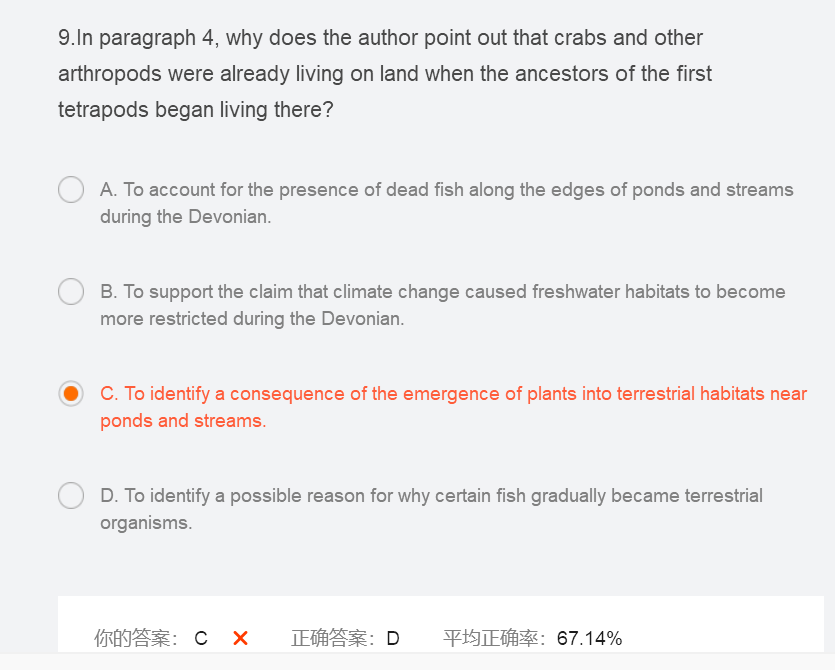 9.In paragraph 4, why does the author point out that crabs and other
arthropods were already living on land when the ancestors of the first
tetrapods began living there?
A. To account for the presence of dead fish along the edges of ponds and streams
during the Devonian.
B. To support the claim that climate change caused freshwater habitats to become
more restricted during the Devonian.
C. To identify a consequence of the emergence of plants into terrestrial habitats near
ponds and streams.
D. To identify a possible reason for why certain fish gradually became terrestrial
organisms.
你的答案： C ✕ 正确答案： D 平均正确率： 67.14%